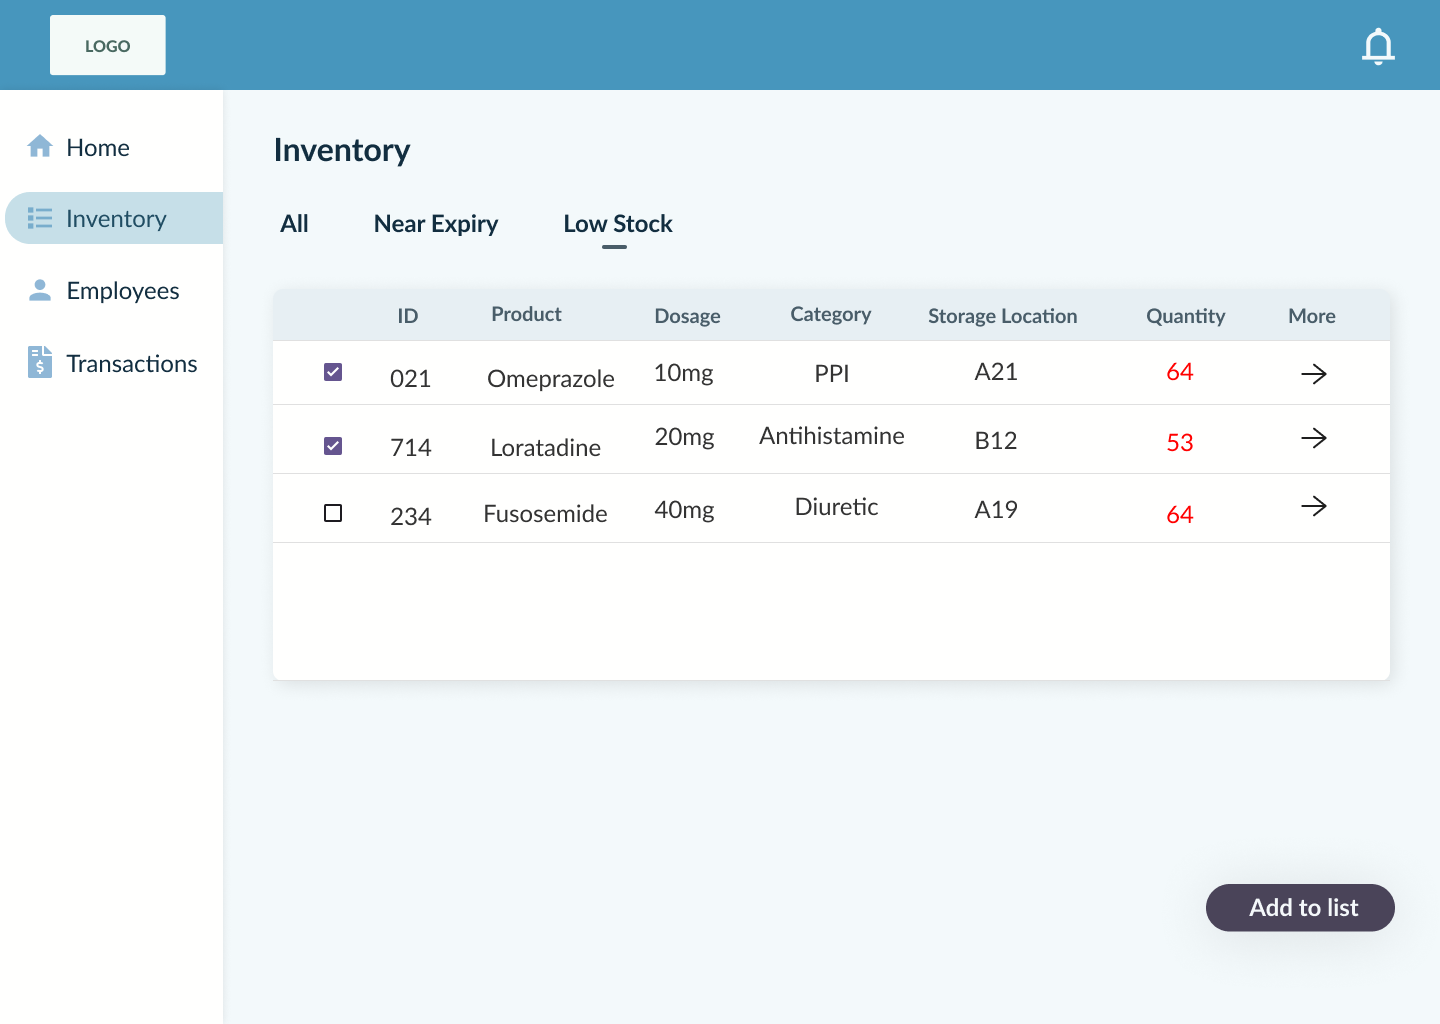 LOGO
Home
Inventory
Employees
Transactions
Inventory
All Near Expiry Low Stock
ID Product Dosage Category Storage Location Quantity More
021 Omeprazole 10mg PPI A21 64
714 Loratadine 20mg Antihistamine B12 53
234 Fusosemide 40mg Diuretic A19 64
Add to list